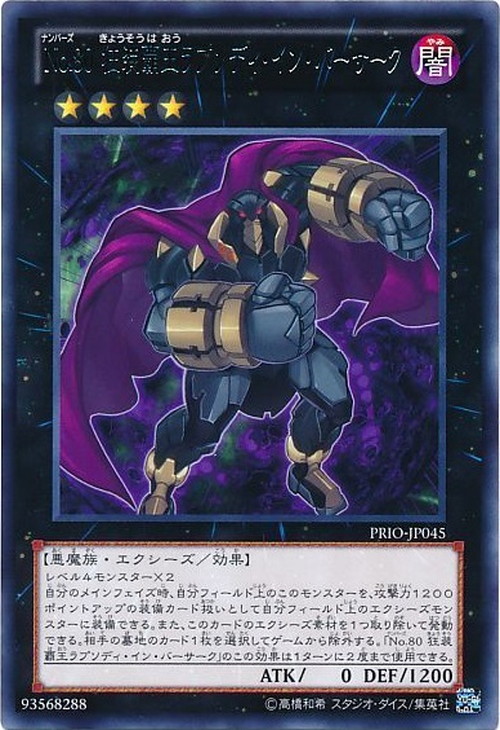 ナンバーズ きょうそうはおう
No.80 狂装覇王ラプソディ・イン・バーサーク
やみ
闇
PRIO-JP045
【悪魔族・エクシーズ/効果】
レベル4モンスター×2
自分のメインフェイズ時、自分フィールド上のこのモンスターを、攻撃力1200
ポイントアップの装備カード扱いとして自分フィールド上のエクシーズモン
スターに装備できる。また、このカードのエクシーズ素材を1つ取り除いて発動
できる。相手の墓地のカード1枚を選択してゲームから除外する。「No.80 狂装
覇王ラプソディ・イン・バーサーク」のこの効果は1ターンに2度まで使用できる。
ATK/ 0 DEF/1200
93568288 ©高橋和希 スタジオ・ダイス/集英社